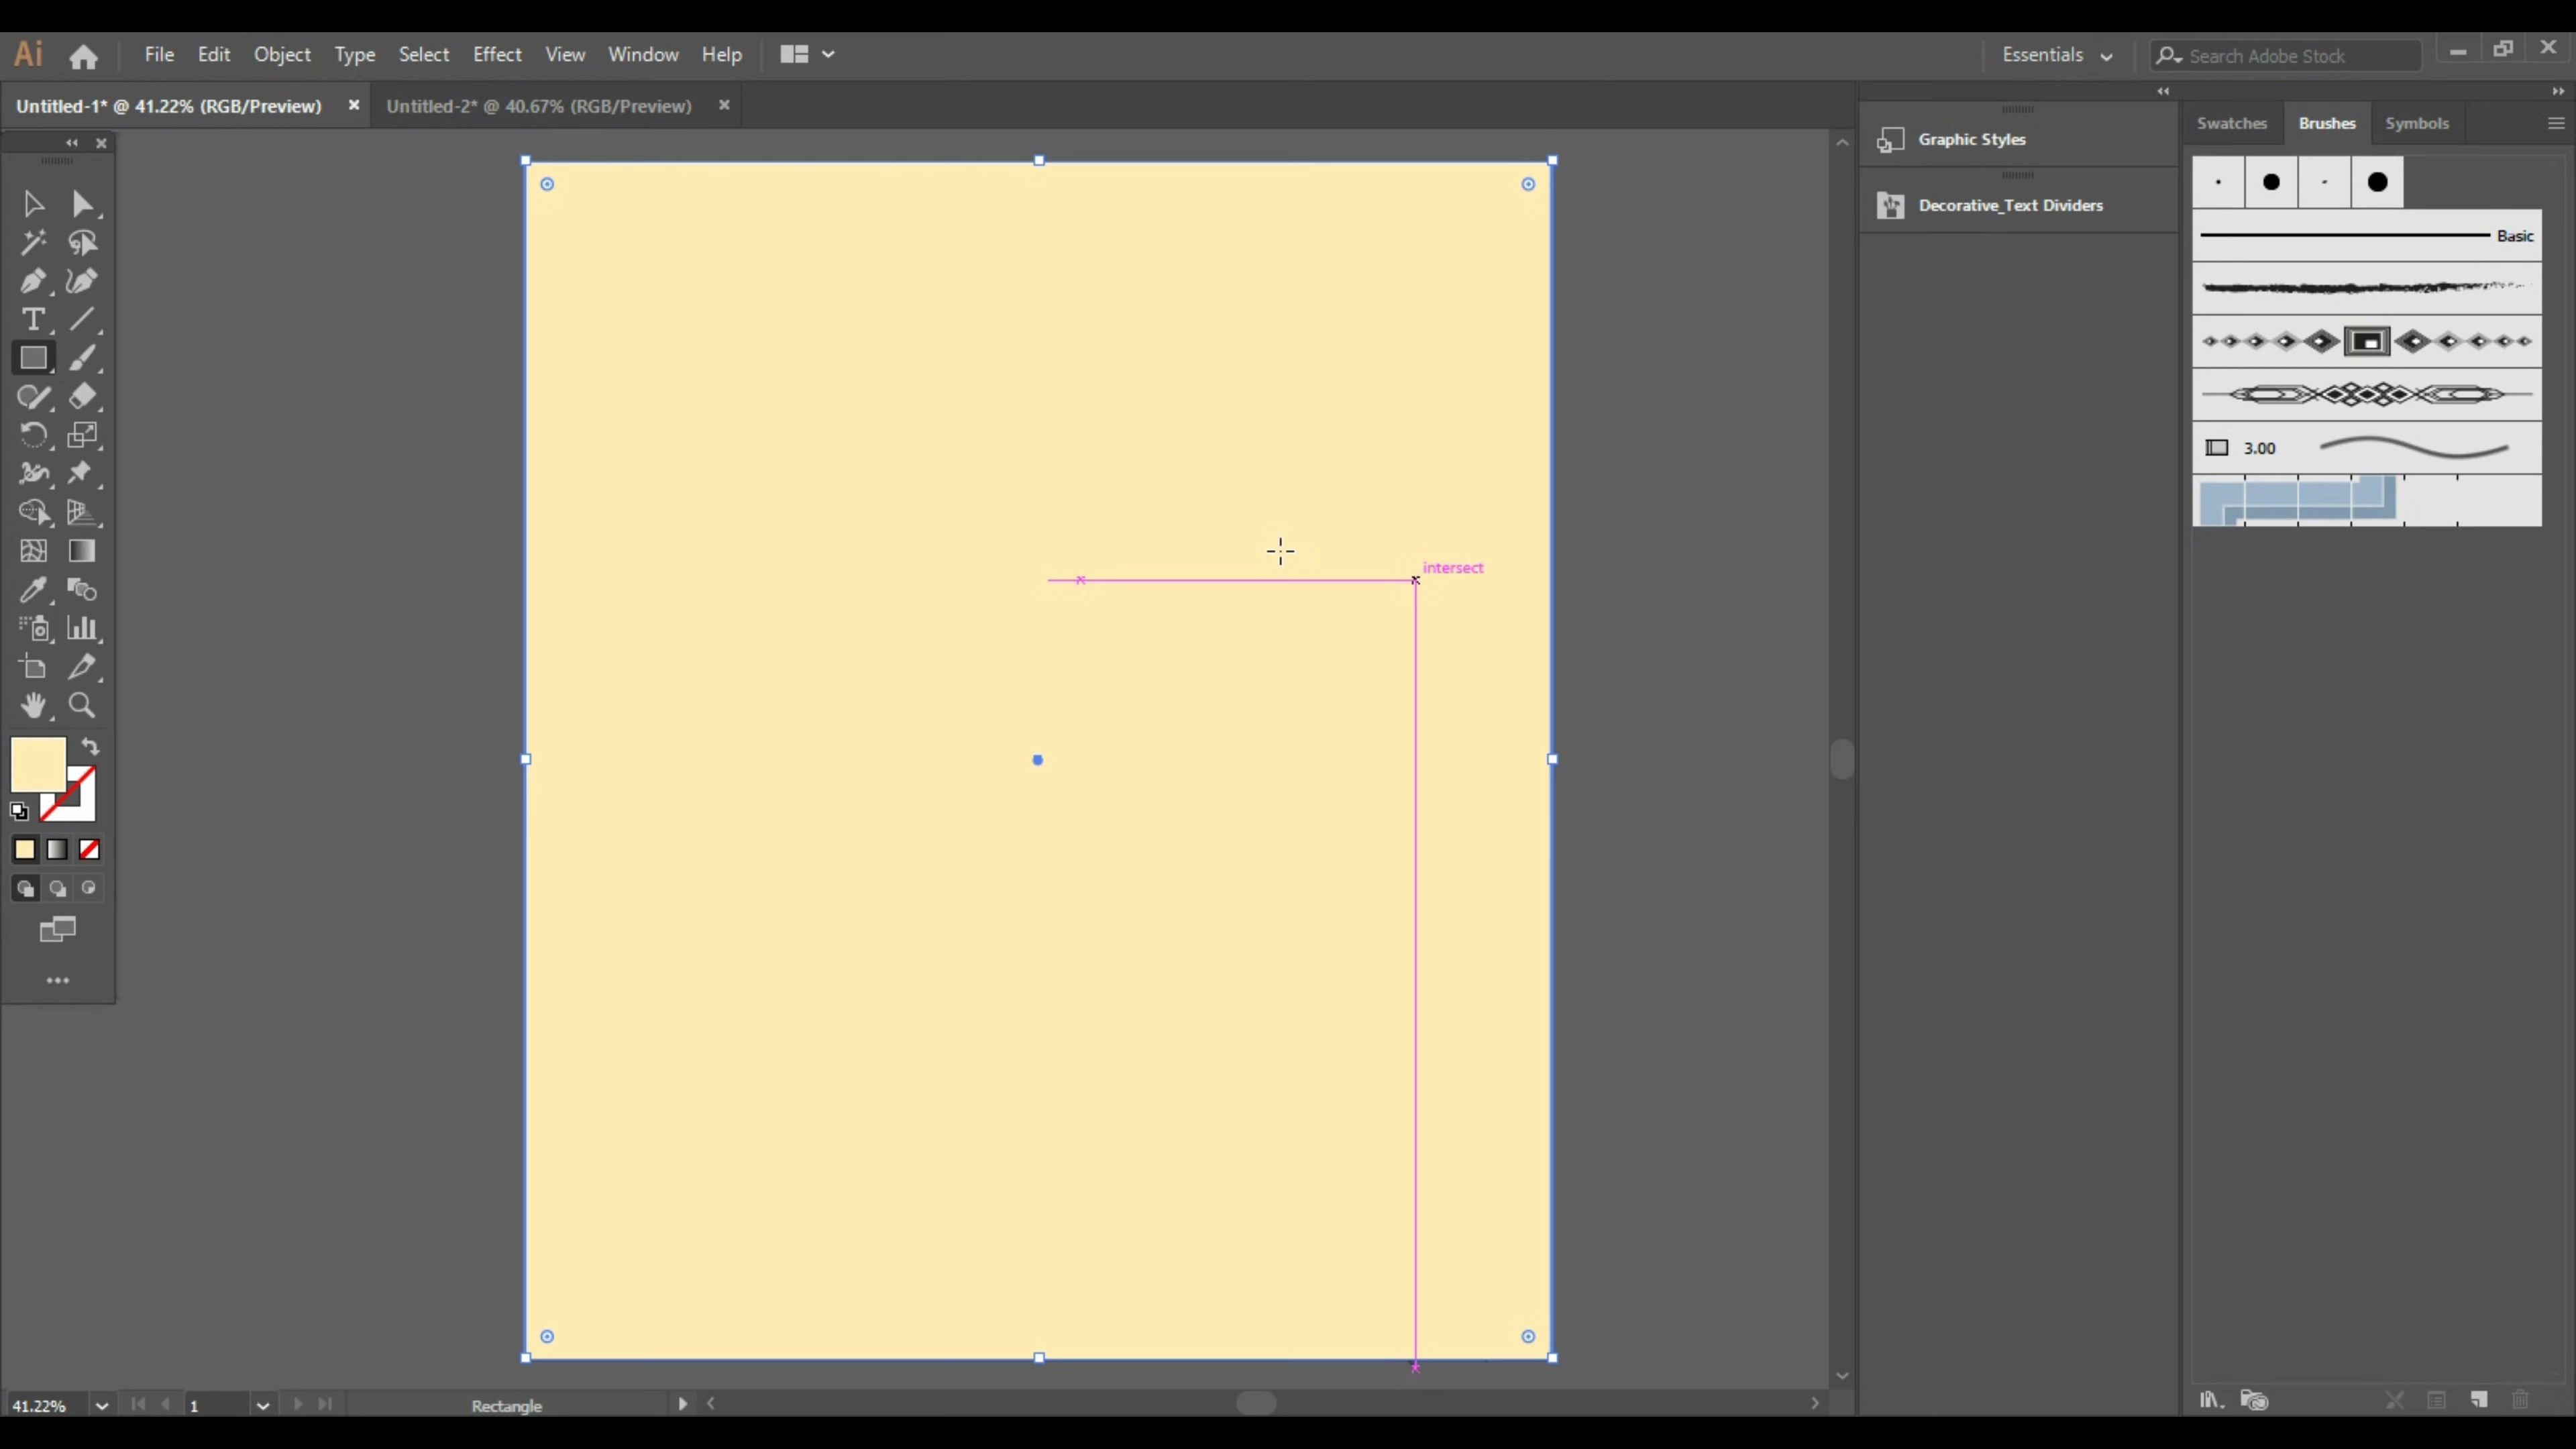 Ai File Edit Object Type Select Effect View Window Help Essentials Search Adobe Stock
Untitled-1* @ 41.22% (RGB/Preview) Untitled-2* @ 40.67% (RGB/Preview)
Swatches Brushes Symbols
Graphic Styles
Decorative_Text Dividers
Basic
3.00
intersect
41.22% 1 Rectangle